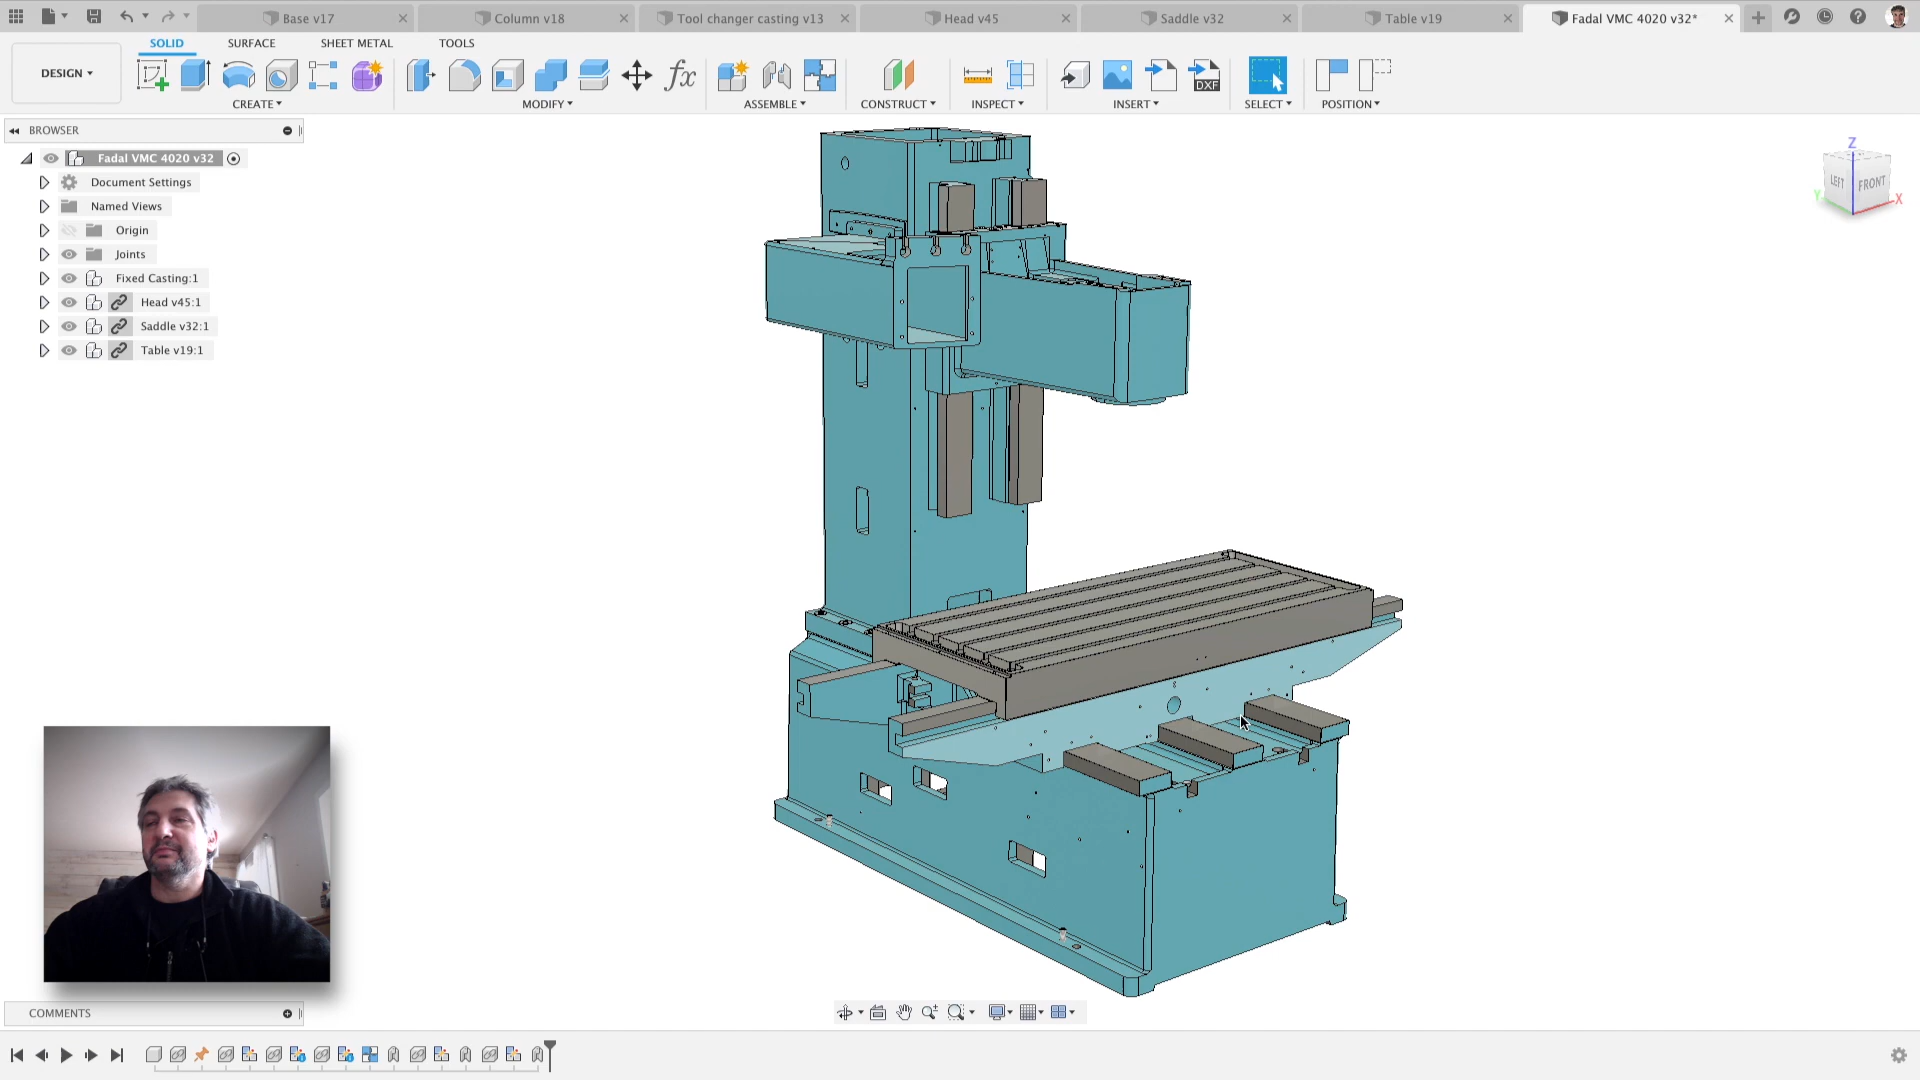 Base v17
Column v18
Tool changer casting v13
Head v45
Saddle v32
Table v19
Fadal VMC 4020 v32*
SOLID
SURFACE
SHEET METAL
TOOLS
DESIGN
DXF
CREATE
MODIFY
ASSEMBLE
CONSTRUCT
INSPECT
INSERT
SELECT
POSITION
BROWSER
Fadal VMC 4020 v32
Document Settings
Named Views
Origin
Joints
Fixed Casting:1
Head v45:1
Saddle v32:1
Table v19:1
Z
LEFT
FRONT
Y
X
COMMENTS